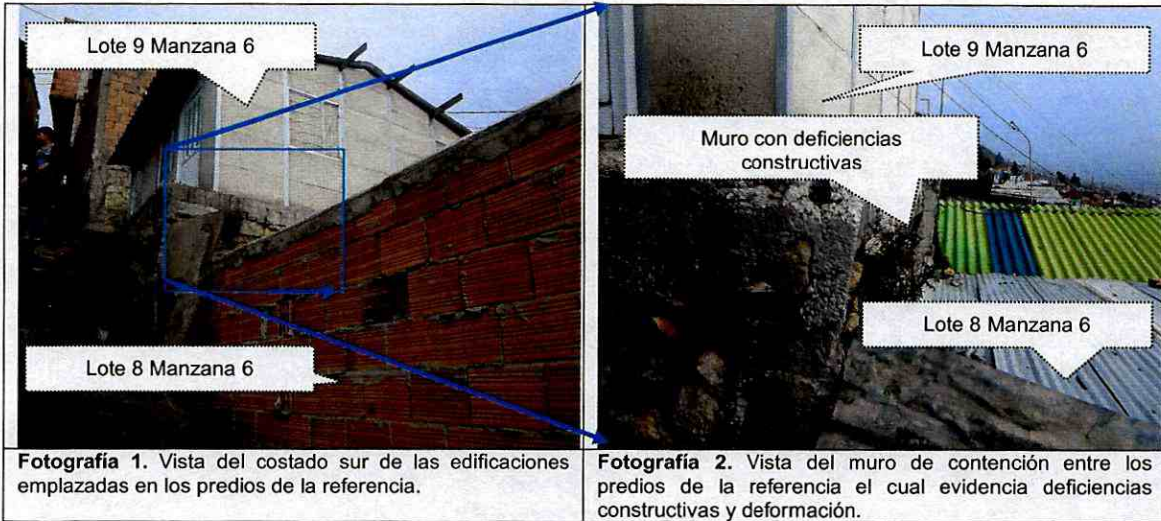 Lote 9 Manzana 6
Lote 8 Manzana 6
Lote 9 Manzana 6
Muro con deficiencias
constructivas
Lote 8 Manzana 6
Fotografía 1. Vista del costado sur de las edificaciones
emplazadas en los predios de la referencia.
Fotografía 2. Vista del muro de contención entre los
predios de la referencia el cual evidencia deficiencias
constructivas y deformación.